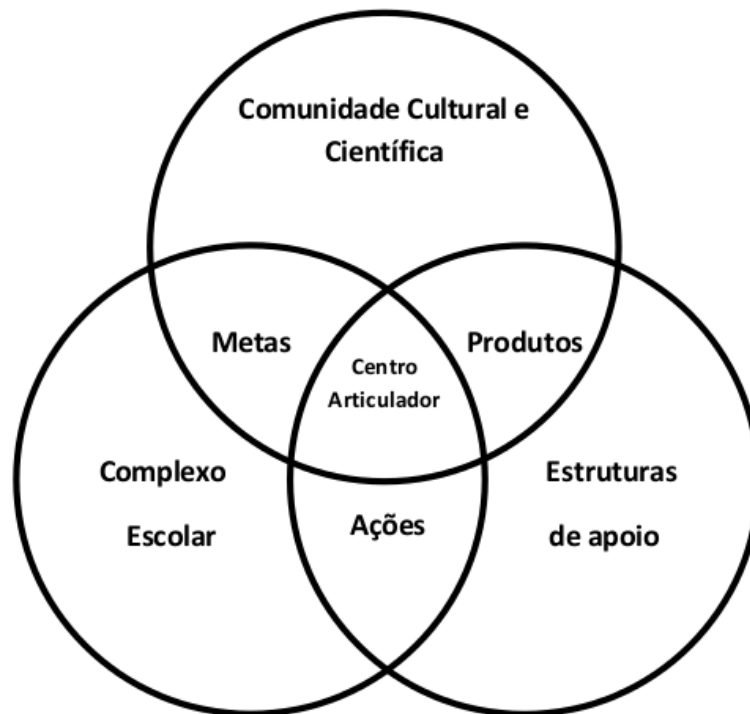 Comunidade Cultural e
Científica
Metas
Produtos
Centro
Articulador
Complexo
Escolar
Estruturas
de apoio
Ações